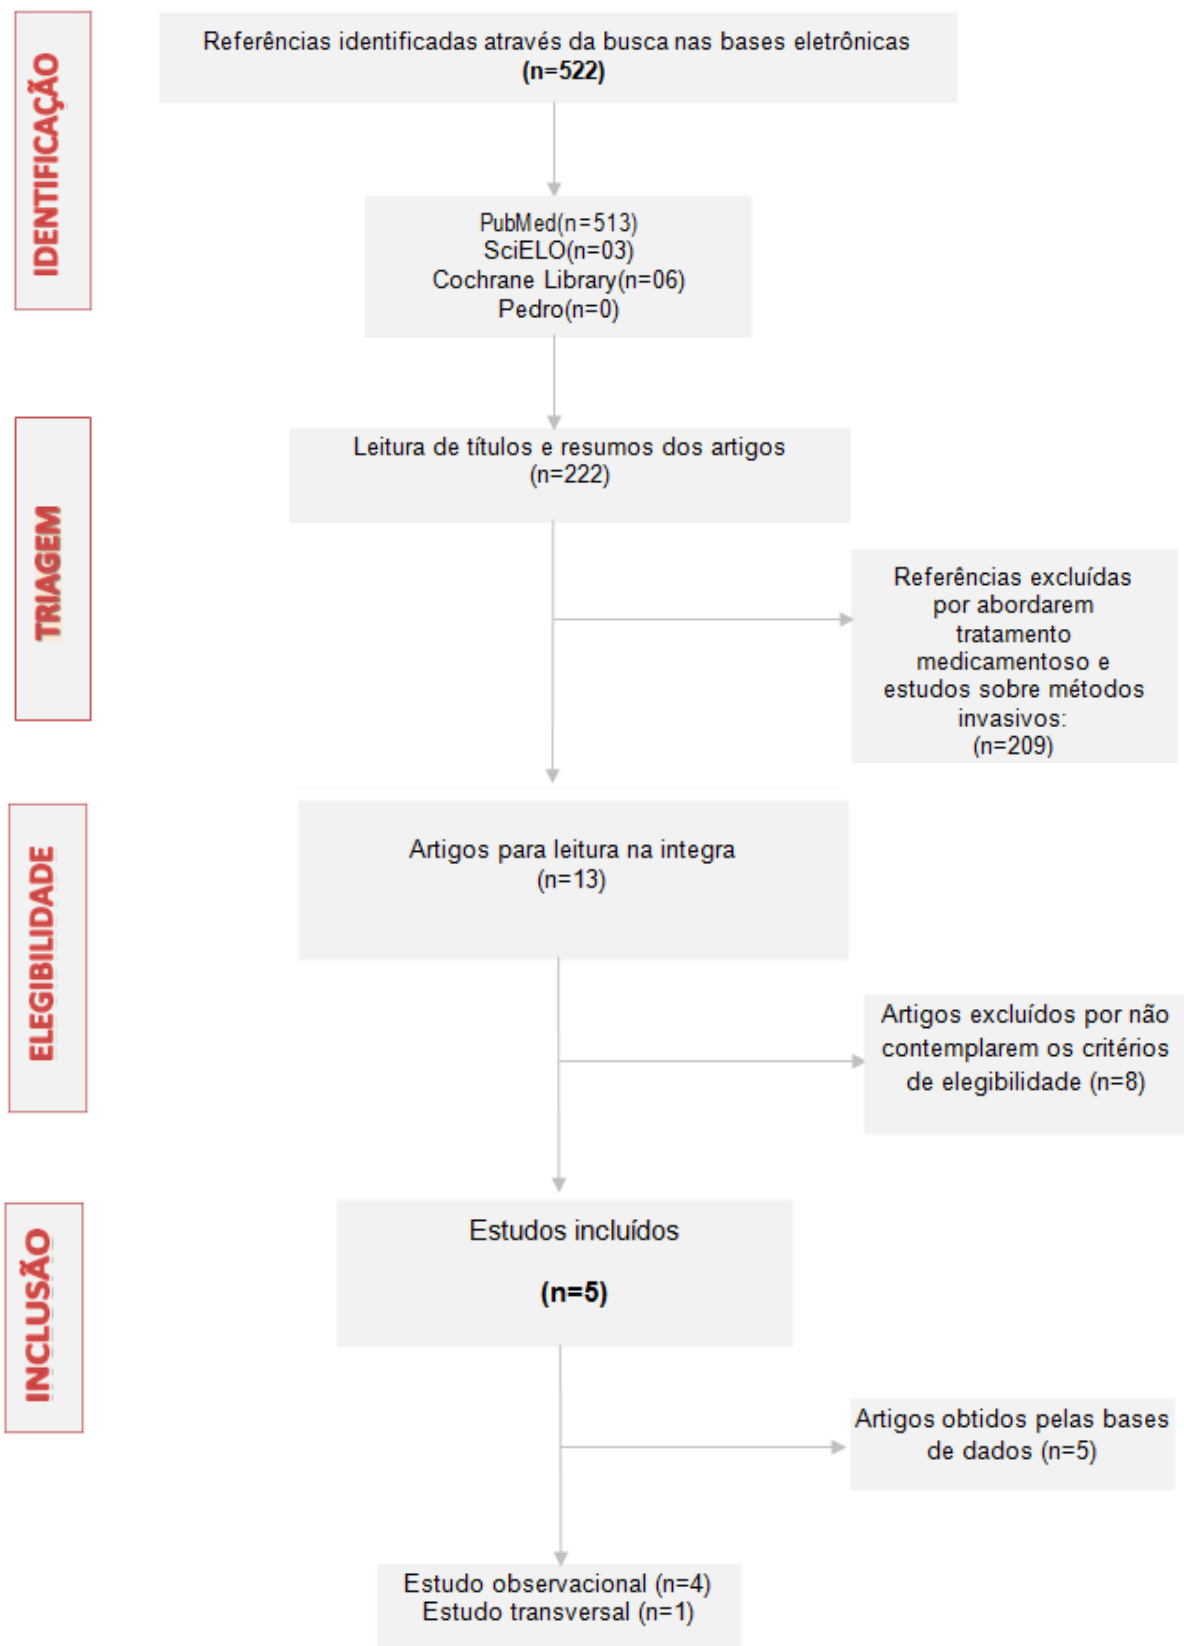 IDENTIFICAÇÃO
Referências identificadas através da busca nas bases eletrônicas
(n=522)
PubMed(n=513)
SciELO(n=03)
Cochrane Library(n=06)
Pedro(n=0)
TRIAGEM
Leitura de títulos e resumos dos artigos
(n=222)
Referências excluídas
por abordarem
tratamento
medicamentoso e
estudos sobre métodos
invasivos:
(n=209)
ELEGIBILIDADE
Artigos para leitura na integra
(n=13)
Artigos excluídos por não
contemplarem os critérios
de elegibilidade (n=8)
INCLUSÃO
Estudos incluídos
(n=5)
Artigos obtidos pelas bases
de dados (n=5)
Estudo observacional (n=4)
Estudo transversal (n=1)